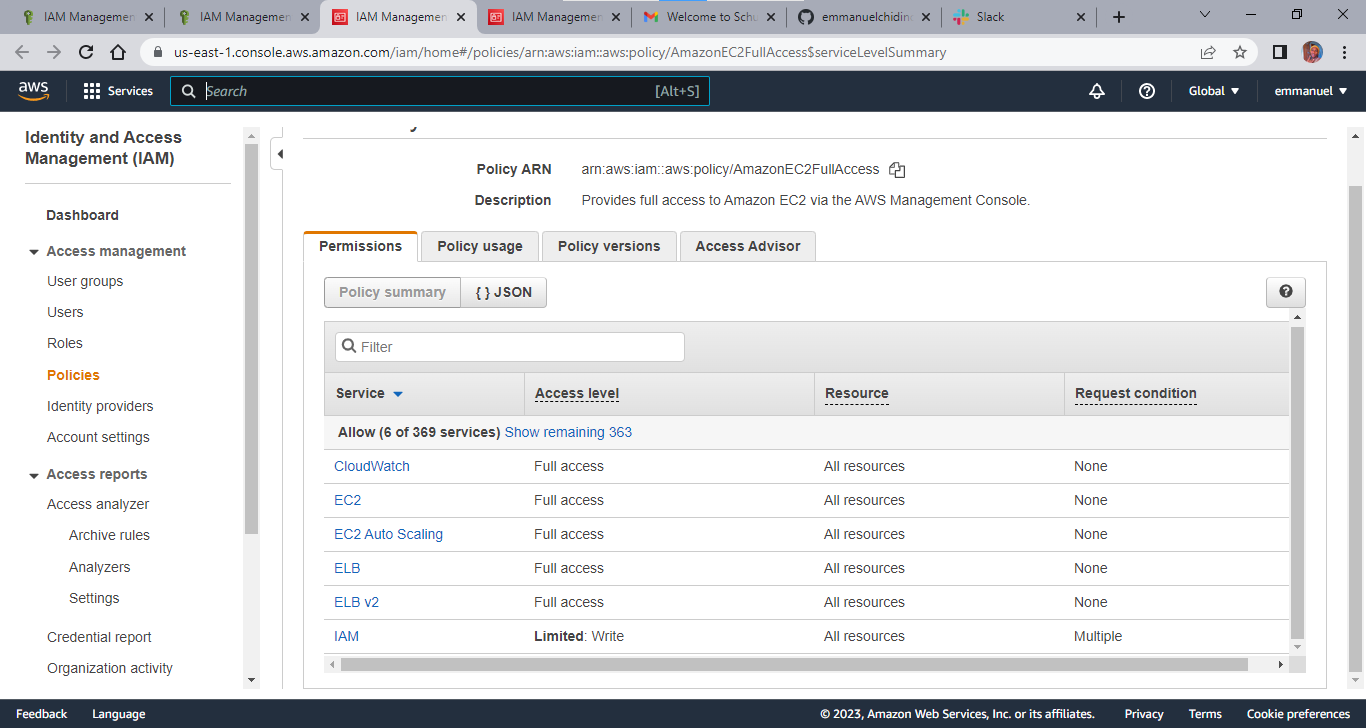 IAM Managemen
IAM Managemen
IAM Managemen
IAM Managemen
Welcome to Schu
emmanuelchidin
Slack
us-east-1.console.aws.amazon.com/iam/home#/policies/arn:aws:iam::aws:policy/AmazonEC2FullAccess$serviceLevelSummary
aws
Services
Search
[Alt+S]
Global
emmanuel
Identity and Access
Management (IAM)
Dashboard
Access management
User groups
Users
Roles
Policies
Identity providers
Account settings
Access reports
Access analyzer
Archive rules
Analyzers
Settings
Credential report
Organization activity
Policy ARN arn:aws:iam::aws:policy/AmazonEC2FullAccess
Description Provides full access to Amazon EC2 via the AWS Management Console.
Permissions Policy usage Policy versions Access Advisor
Policy summary { } JSON
Filter
Service Access level Resource Request condition
Allow (6 of 369 services) Show remaining 363
CloudWatch Full access All resources None
EC2 Full access All resources None
EC2 Auto Scaling Full access All resources None
ELB Full access All resources None
ELB v2 Full access All resources None
IAM Limited: Write All resources Multiple
Feedback Language © 2023, Amazon Web Services, Inc. or its affiliates. Privacy Terms Cookie preferences